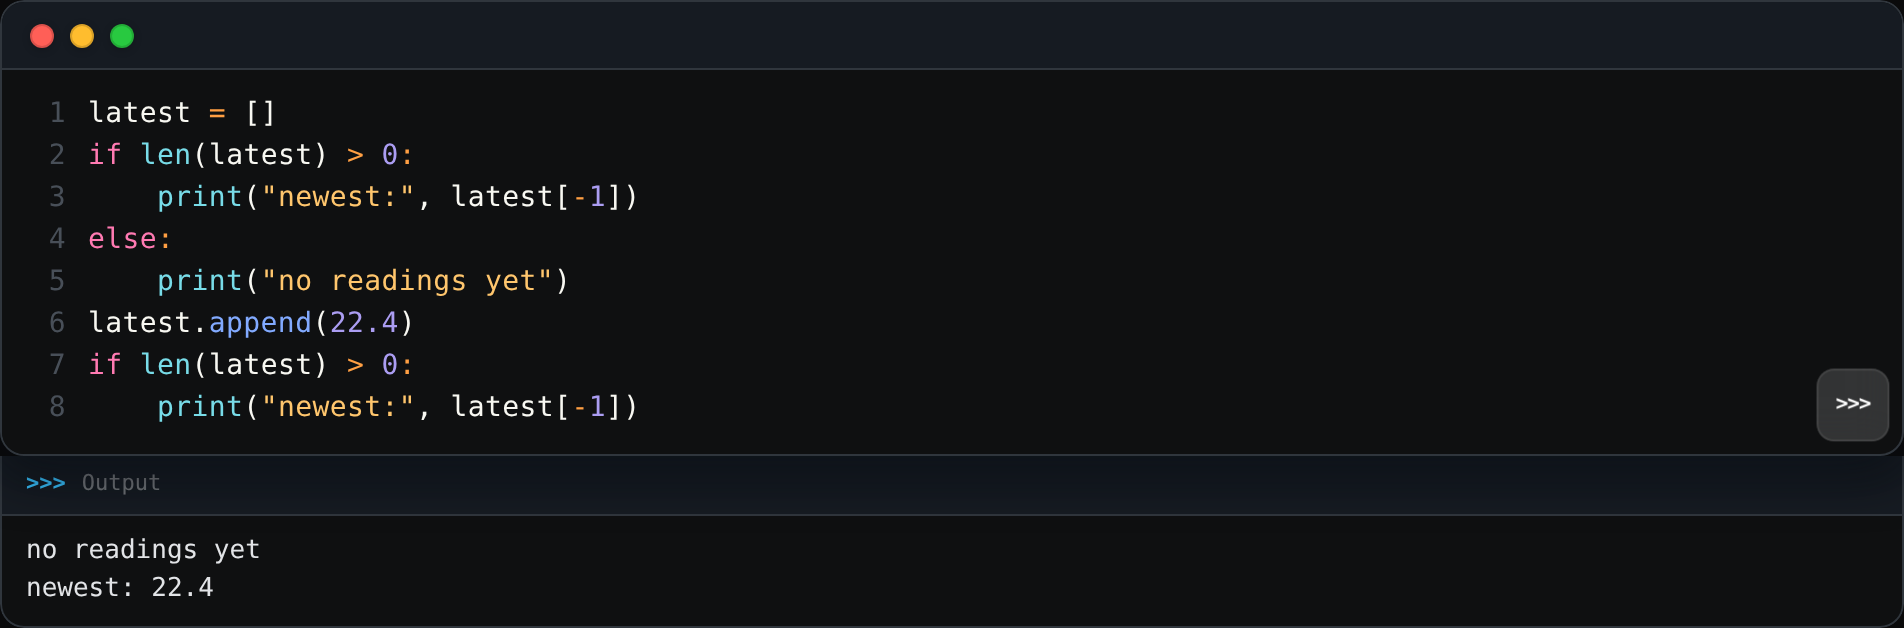 1 latest = []
2 if len(latest) > 0:
3     print("newest:", latest[-1])
4 else:
5     print("no readings yet")
6 latest.append(22.4)
7 if len(latest) > 0:
8     print("newest:", latest[-1])
>>>
>>> Output
no readings yet
newest: 22.4